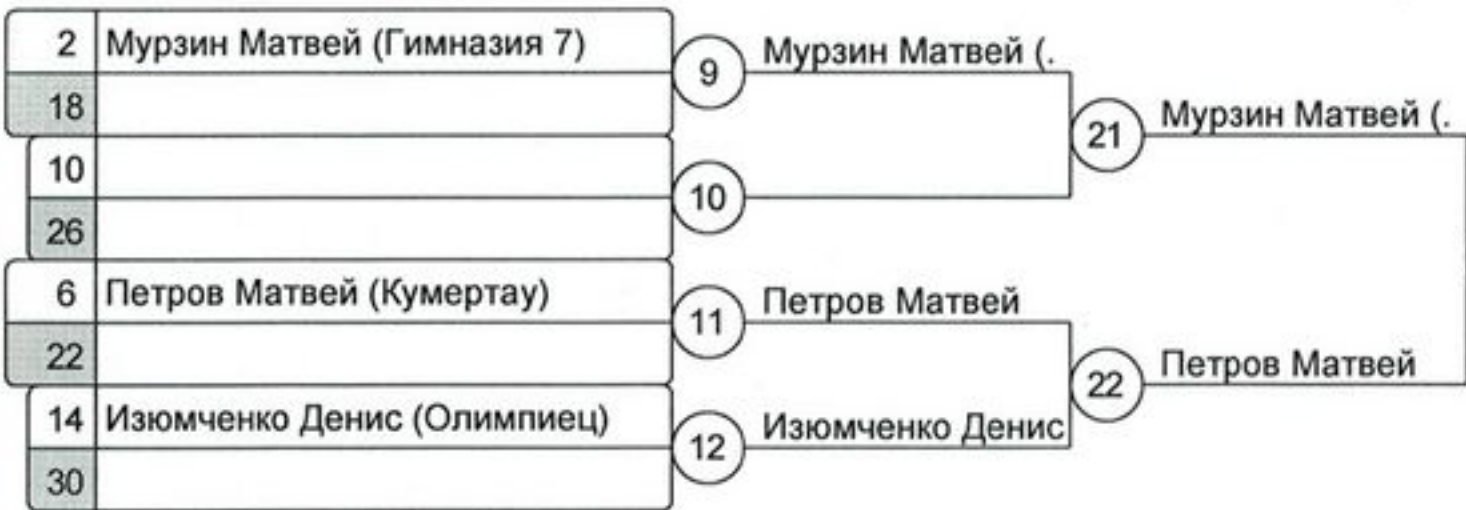 2 Мурзин Матвей (Гимназия 7)
9 Мурзин Матвей (.
18
21 Мурзин Матвей (.
10
10
26
6 Петров Матвей (Кумертау)
11 Петров Матвей
22
22 Петров Матвей
14 Изюмченко Денис (Олимпиец)
12 Изюмченко Денис
30